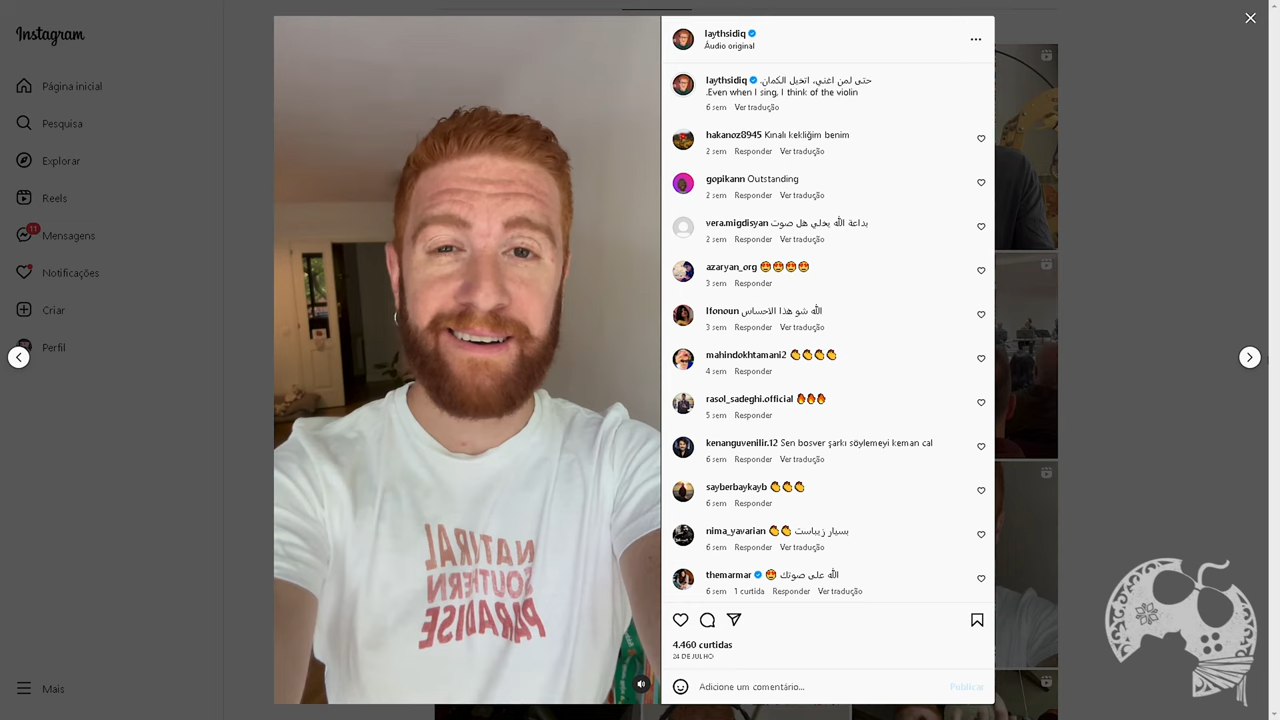 Instagram
Página inicial
Pesquisa
Explorar
Reels
11
Mensagens
Notificações
Criar
Perfil
Mais
NATURAL
SOUTHERN
PARADISE
laythsidiq
Áudio original
laythsidiq حتى لمن اغني، اتخيل الكمان.
.Even when I sing, I think of the violin
6 sem Ver tradução
hakanoz8945 Kınalı kekliğim benim
2 sem Responder Ver tradução
gopikann Outstanding
2 sem Responder Ver tradução
vera.migdisyan بداعة الله يخلي هل صوت
2 sem Responder Ver tradução
azaryan_org 🤩🤩🤩🤩
3 sem Responder
lfonoun الله شو هذا الاحساس
3 sem Responder Ver tradução
mahindokhtamani2 👏👏👏👏
4 sem Responder
rasol_sadeghi.official 🔥🔥🔥
5 sem Responder
kenanguvenilir.12 Sen bosver şarkı söylemeyi keman cal
6 sem Responder Ver tradução
sayberbaykayb 👏👏👏
6 sem Responder
nima_yavarian 👏👏 بسیار زیباست
6 sem Responder Ver tradução
themarmar 😍 الله على صوتك
6 sem 1 curtida Responder Ver tradução
4.460 curtidas
24 DE JULHO
Adicione um comentário...
Publicar